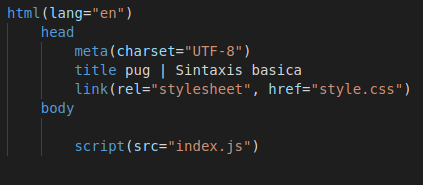 html(lang="en")
head
meta(charset="UTF-8")
title pug | Sintaxis basica
link(rel="stylesheet", href="style.css")
body
script(src="index.js")